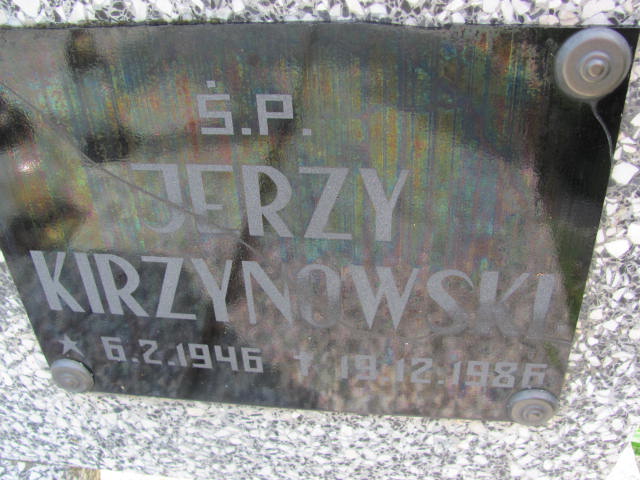 Ś.P.
JERZY
KIRZYNOWSKI
★ 6.2.1946 † 19.12.1986